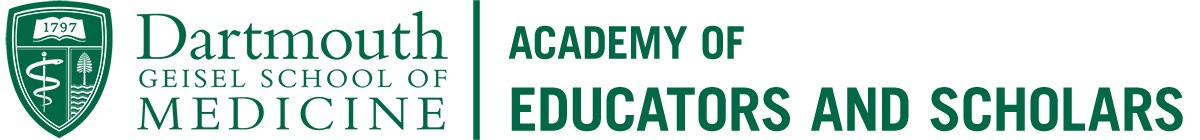 1797
Dartmouth
GEISEL SCHOOL OF
MEDICINE
ACADEMY OF
EDUCATORS AND SCHOLARS